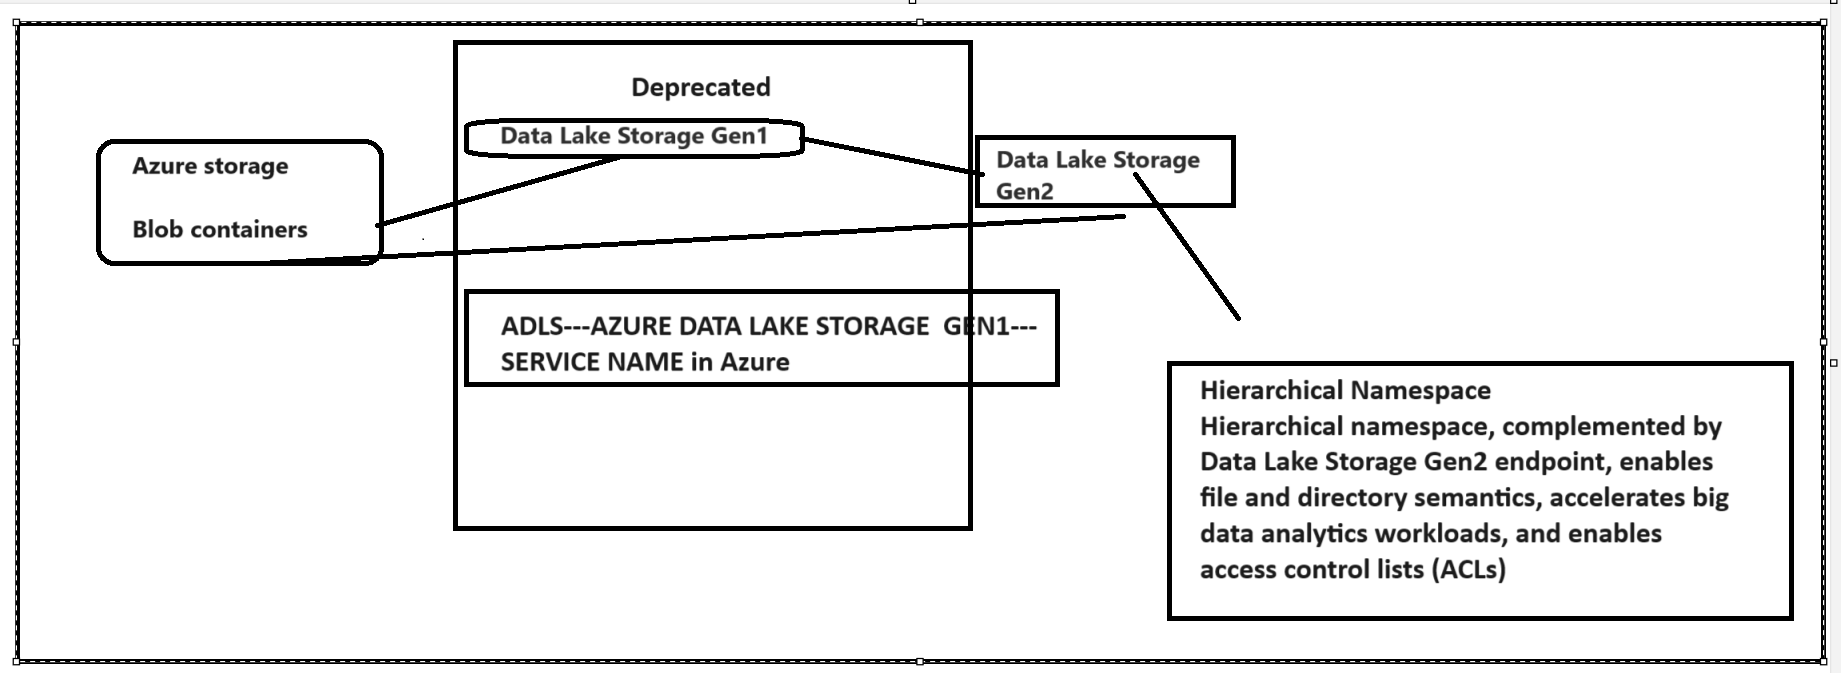 Azure storage
Blob containers
Deprecated
Data Lake Storage Gen1
ADLS---AZURE DATA LAKE STORAGE  GEN1---
SERVICE NAME in Azure
Data Lake Storage
Gen2
Hierarchical Namespace
Hierarchical namespace, complemented by
Data Lake Storage Gen2 endpoint, enables
file and directory semantics, accelerates big
data analytics workloads, and enables
access control lists (ACLs)